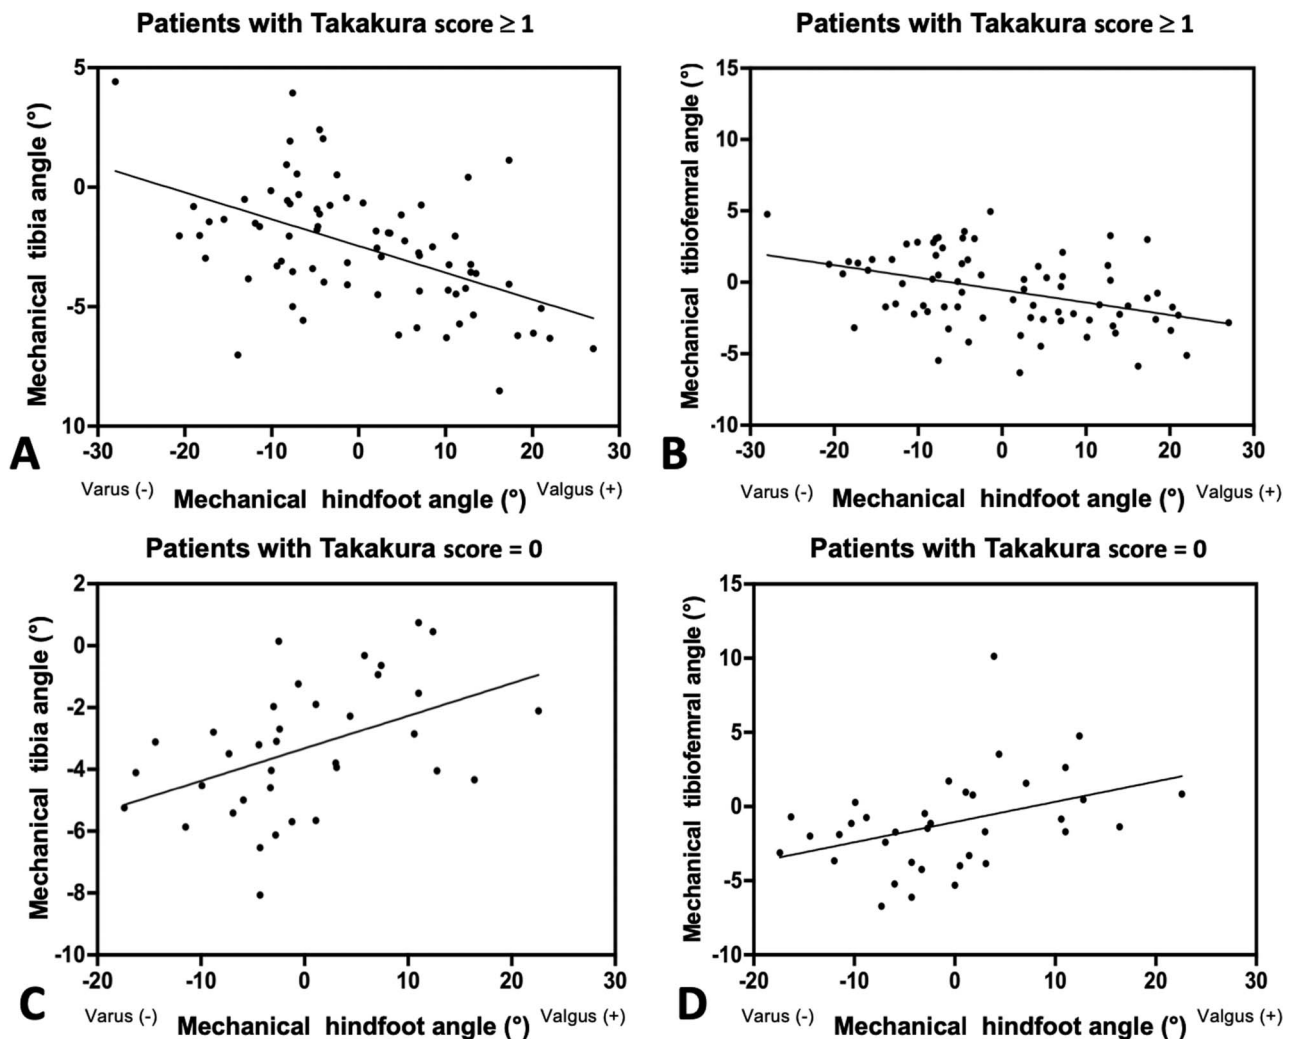 Patients with Takakura score ≥ 1
Mechanical tibia angle (°)
5
0
-5
10
-30
-20
-10
0
10
20
30
A
Varus (-)
Mechanical hindfoot angle (°)
Valgus (+)
Patients with Takakura score ≥ 1
Mechanical tibiofemral angle (°)
15
10
5
0
-5
-10
-30
-20
-10
0
10
20
30
B
Varus (-)
Mechanical hindfoot angle (°)
Valgus (+)
Patients with Takakura score = 0
Mechanical tibia angle (°)
2
0
-2
-4
-6
-8
-10
-20
-10
0
10
20
30
C
Varus (-)
Mechanical hindfoot angle (°)
Valgus (+)
Patients with Takakura score = 0
Mechanical tibiofemral angle (°)
15
10
5
0
-5
-10
-20
-10
0
10
20
30
D
Varus (-)
Mechanical hindfoot angle (°)
Valgus (+)